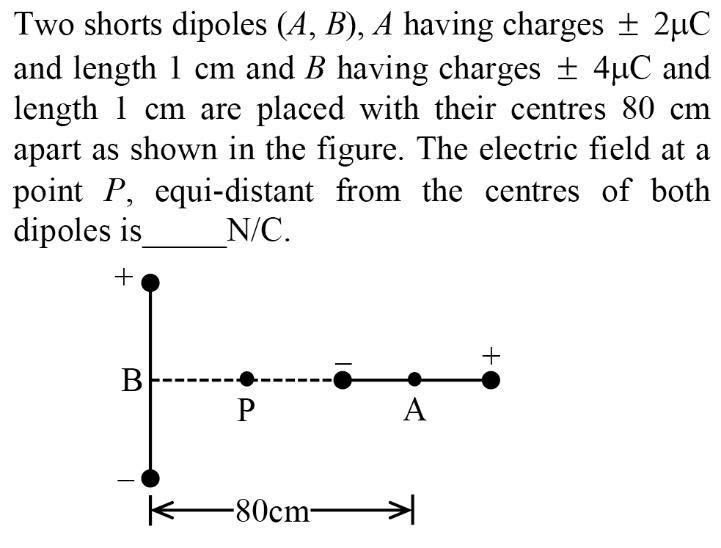 Two shorts dipoles (A, B), A having charges ± 2μC
and length 1 cm and B having charges ± 4μC and
length 1 cm are placed with their centres 80 cm
apart as shown in the figure. The electric field at a
point P, equi-distant from the centres of both
dipoles is_____N/C.
+
+
−
B
P
A
−
80cm